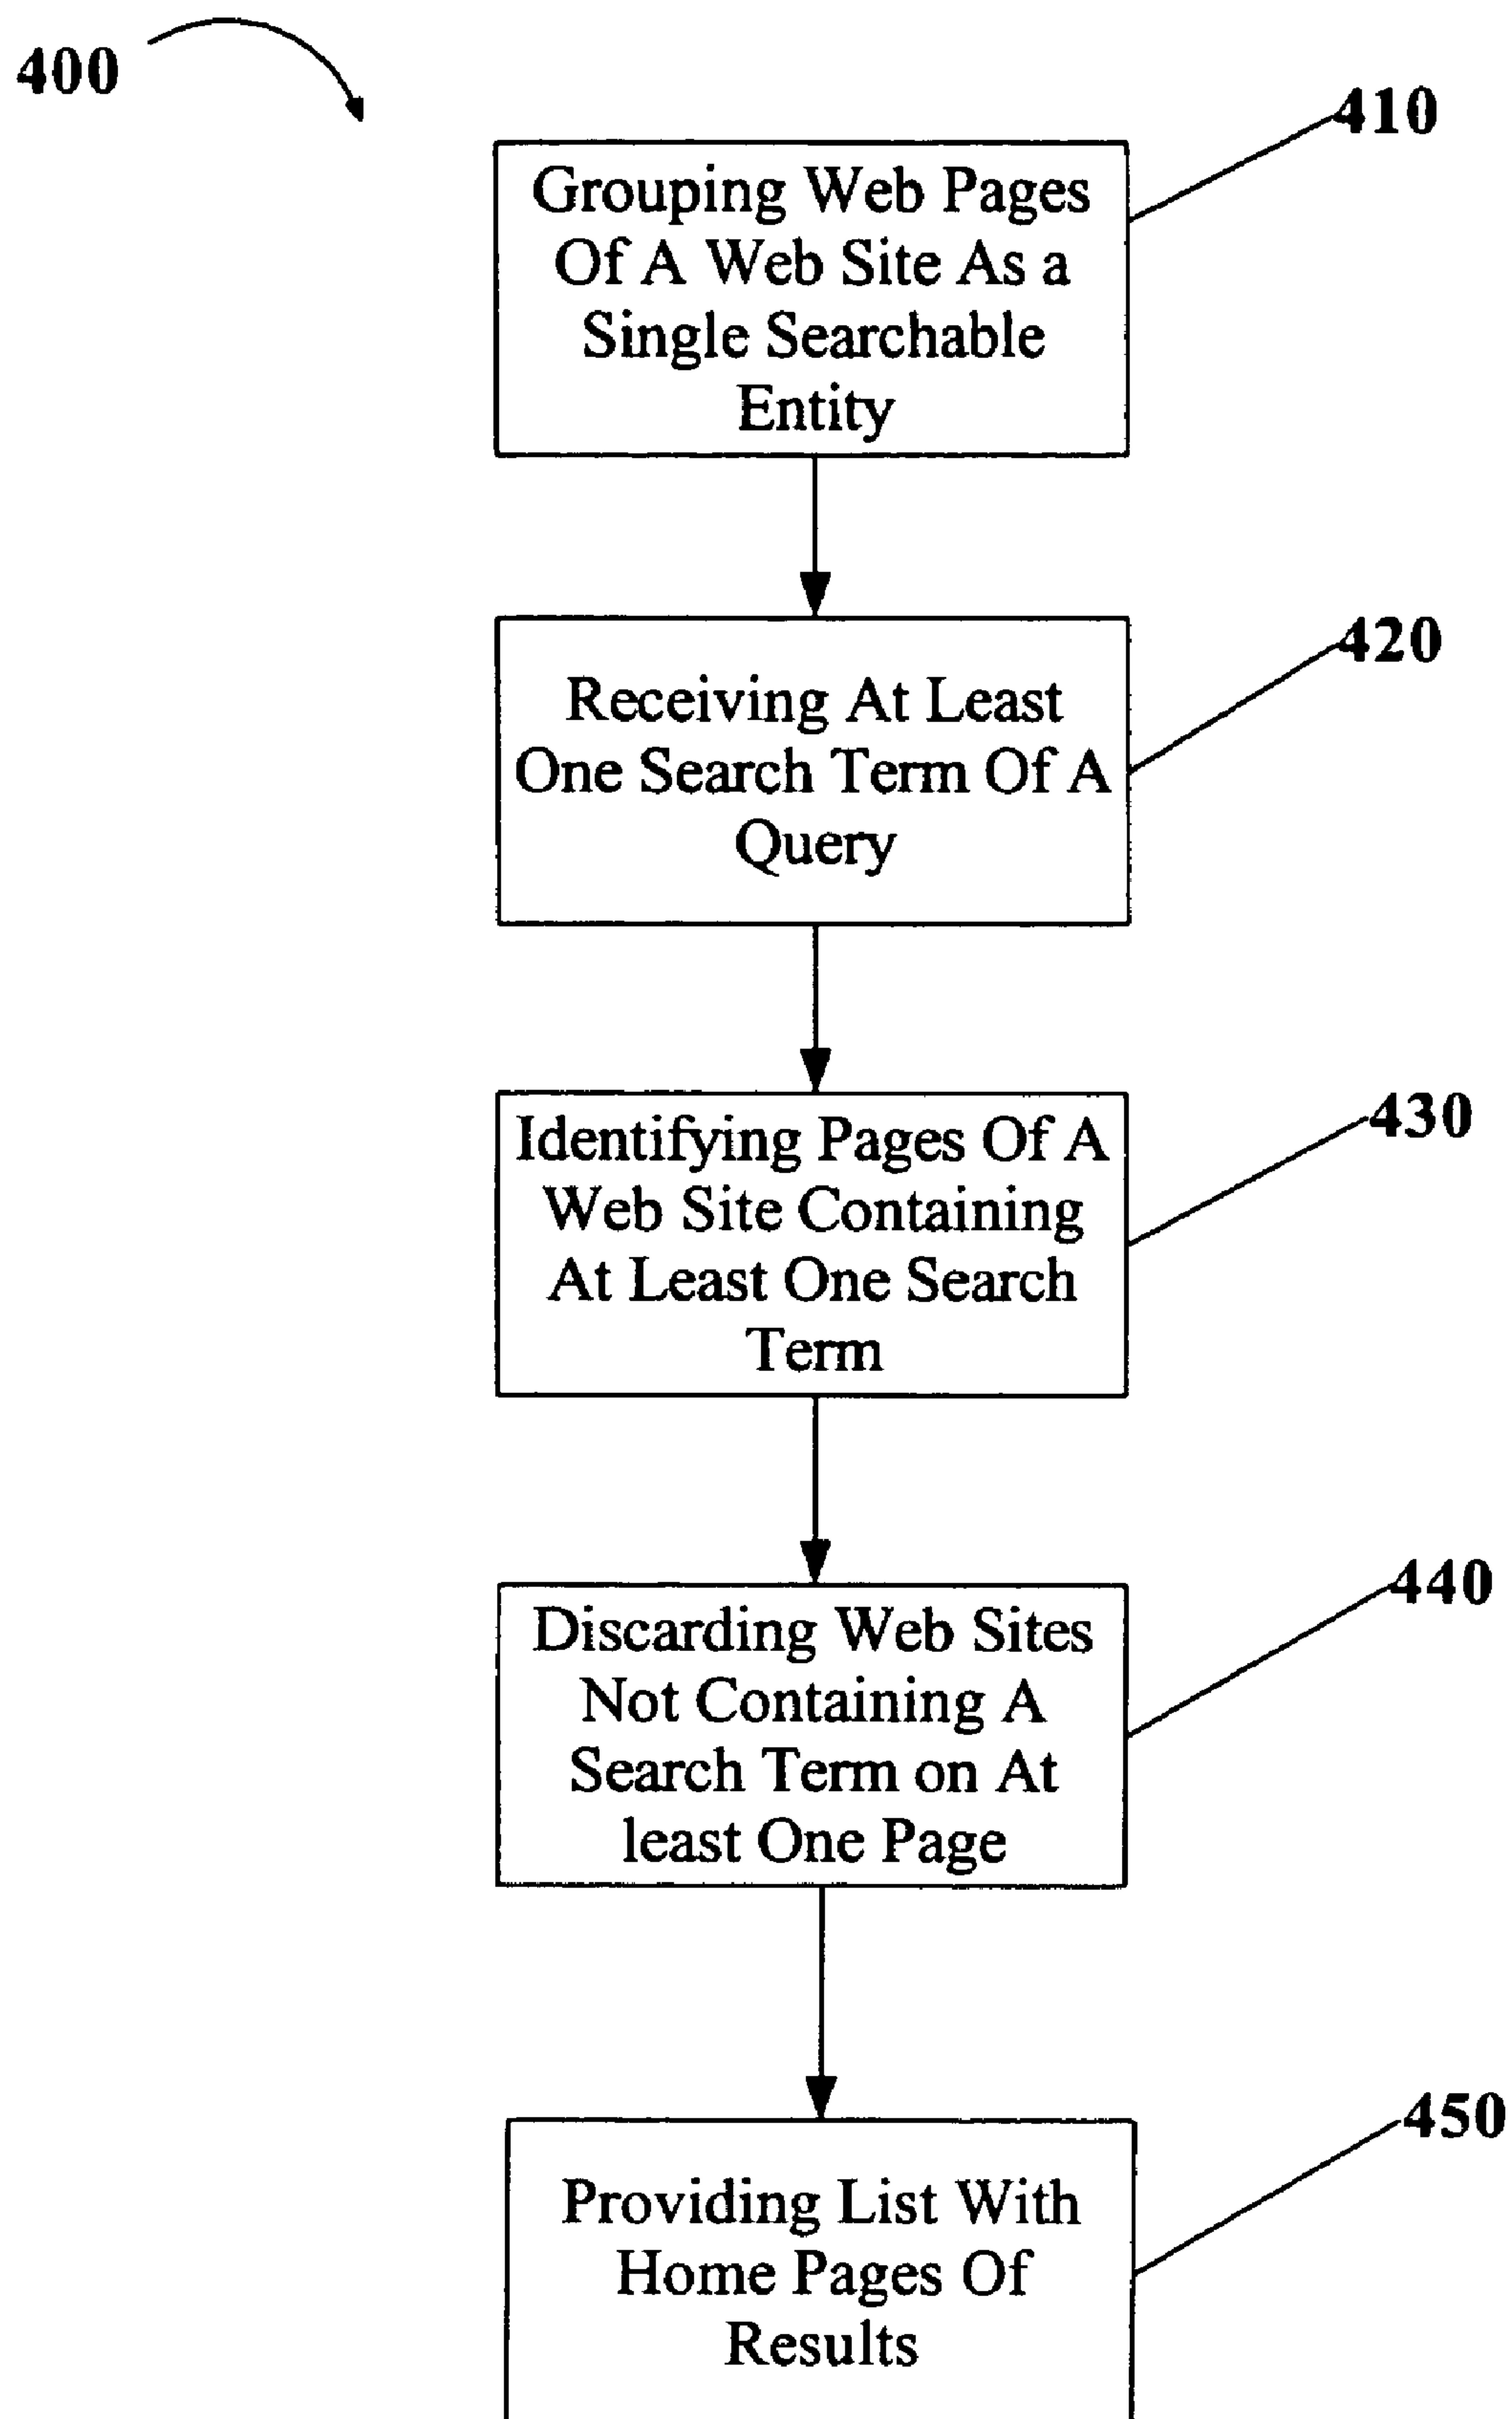 400
410
Grouping Web Pages
Of A Web Site As a
Single Searchable
Entity
420
Receiving At Least
One Search Term Of A
Query
430
Identifying Pages Of A
Web Site Containing
At Least One Search
Term
440
Discarding Web Sites
Not Containing A
Search Term on At
least One Page
450
Providing List With
Home Pages Of
Results